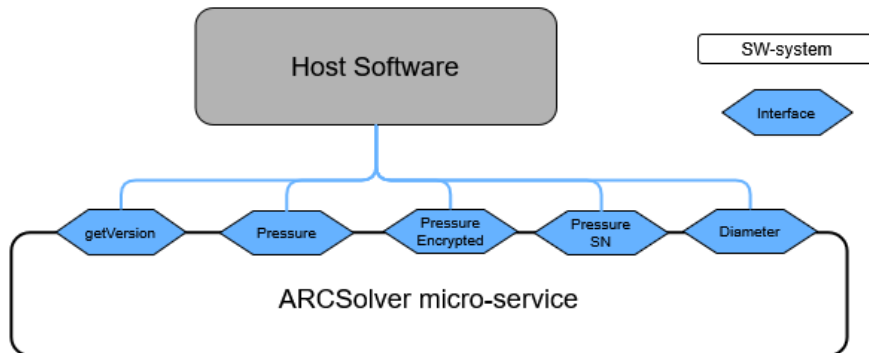 Host Software
SW-system
Interface
getVersion
Pressure
Pressure
Encrypted
Pressure
SN
Diameter
ARCSolver micro-service